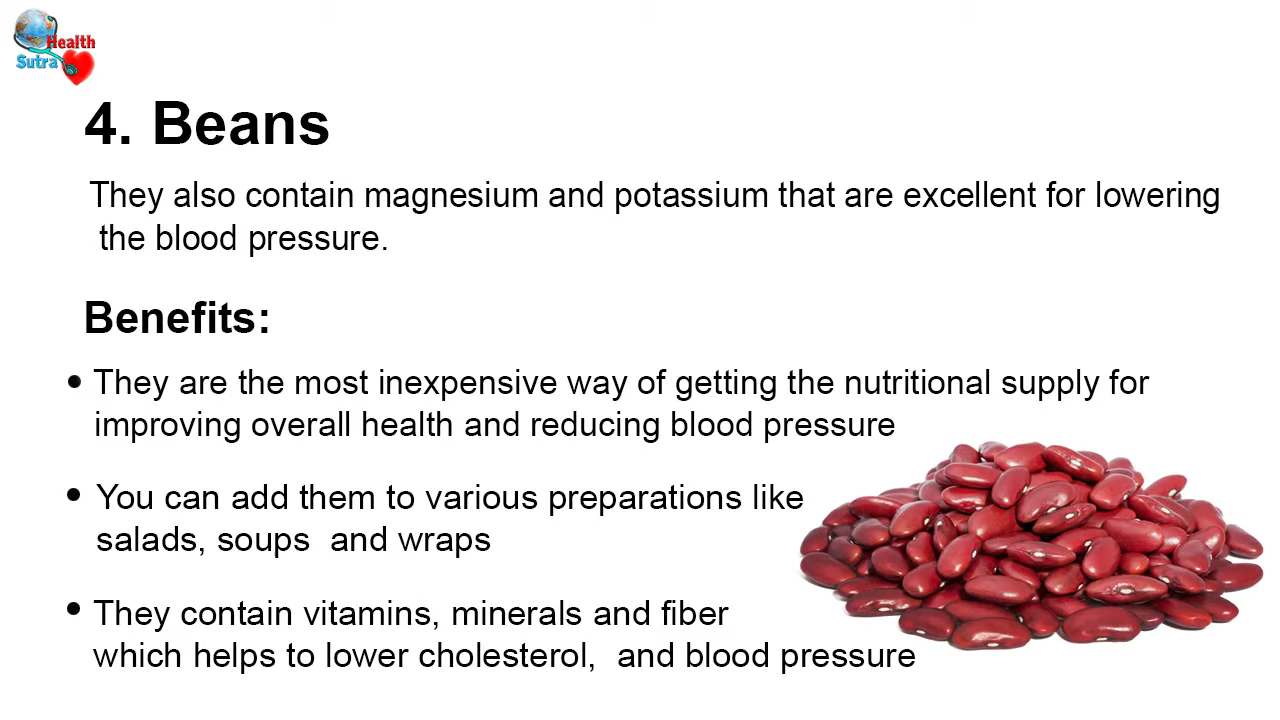 Health
Sutra
4. Beans
They also contain magnesium and potassium that are excellent for lowering
the blood pressure.
Benefits:
• They are the most inexpensive way of getting the nutritional supply for
improving overall health and reducing blood pressure
• You can add them to various preparations like
salads, soups  and wraps
• They contain vitamins, minerals and fiber
which helps to lower cholesterol,  and blood pressure